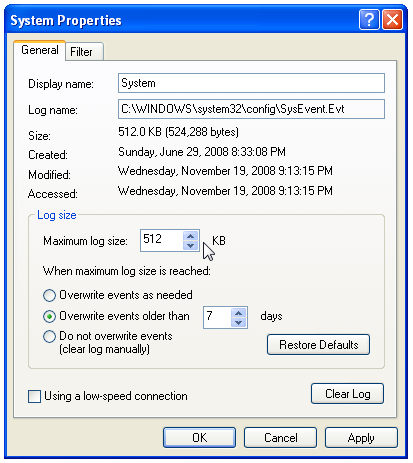 System Properties
General Filter
Display name: System
Log name: C:\WINDOWS\system32\config\SysEvent.Evt
Size: 512.0 KB (524,288 bytes)
Created: Sunday, June 29, 2008 8:33:08 PM
Modified: Wednesday, November 19, 2008 9:13:15 PM
Accessed: Wednesday, November 19, 2008 9:13:15 PM
Log size
Maximum log size: 512 KB
When maximum log size is reached:
Overwrite events as needed
Overwrite events older than 7 days
Do not overwrite events
(clear log manually)
Restore Defaults
Using a low-speed connection
Clear Log
OK Cancel Apply